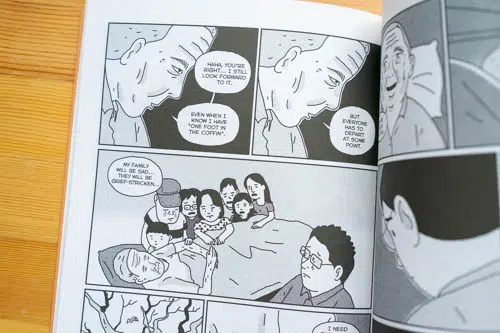 HAHA, YOU'RE
RIGHT... I STILL
LOOK FORWARD
TO IT.
EVEN WHEN I
KNOW I HAVE
"ONE FOOT IN
THE COFFIN".
BUT
EVERYONE
HAS TO
DEPART
AT SOME
POINT.
MY FAMILY
WILL BE SAD...
THEY WILL BE
GRIEF-STRICKEN.
I NEED